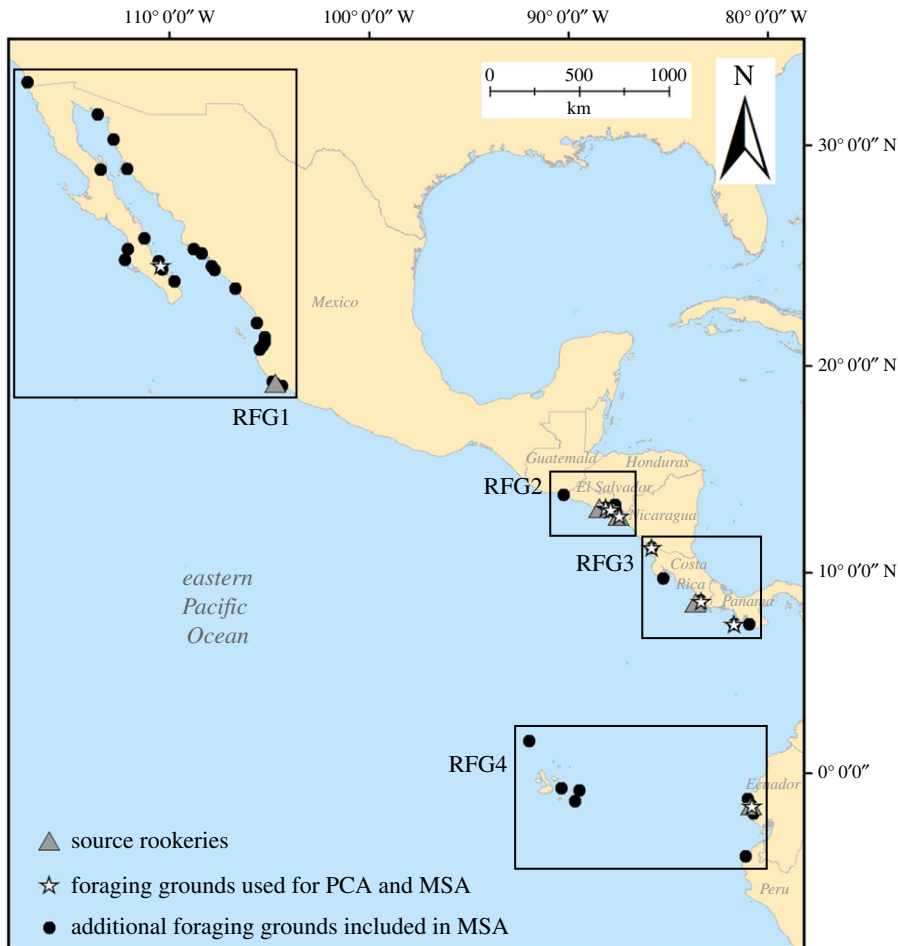 110° 0′0″ W 100° 0′0″ W 90° 0′0″ W 80° 0′0″ W
0 500 1000
km
N
30° 0′0″ N
Mexico
20° 0′0″ N
RFG1
Guatemala
Honduras
RFG2
El Salvador
Nicaragua
RFG3
Costa
Rica
10° 0′0″ N
Panama
eastern
Pacific
Ocean
RFG4
0° 0′0″
Ecuador
Peru
source rookeries
foraging grounds used for PCA and MSA
additional foraging grounds included in MSA